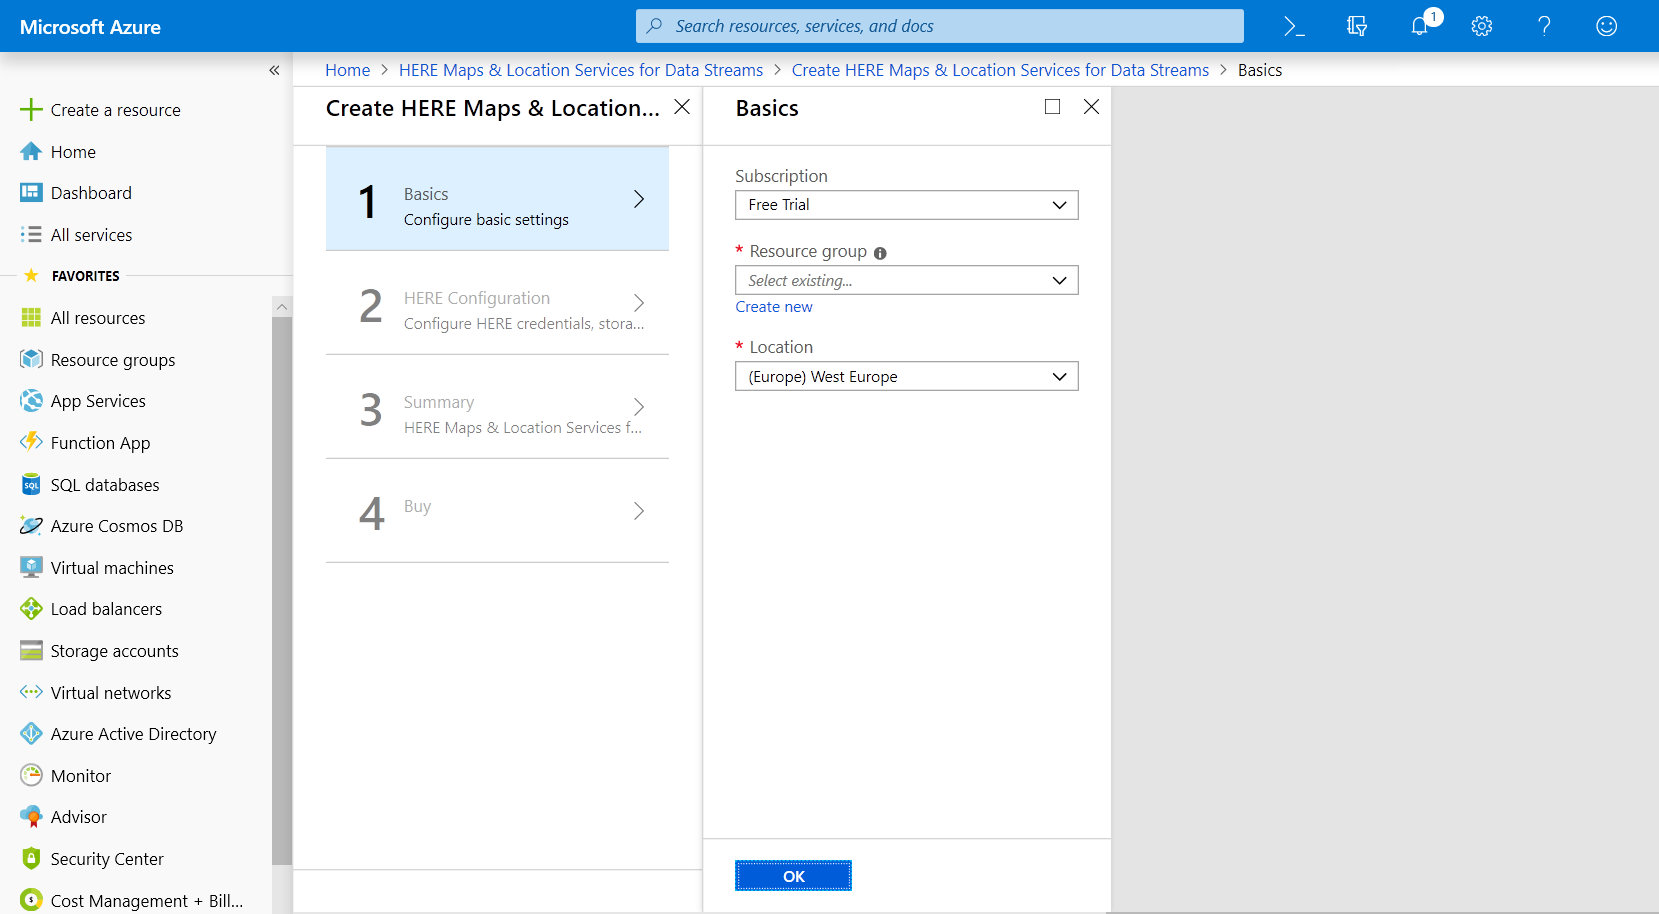 Microsoft Azure
Search resources, services, and docs
>_
1
?
«
Home > HERE Maps & Location Services for Data Streams > Create HERE Maps & Location Services for Data Streams > Basics
Create a resource
Home
Dashboard
All services
FAVORITES
All resources
Resource groups
App Services
Function App
SQL
SQL databases
Azure Cosmos DB
Virtual machines
Load balancers
Storage accounts
Virtual networks
Azure Active Directory
Monitor
Advisor
Security Center
$
Cost Management + Bill...
Create HERE Maps & Location...
1
Basics
Configure basic settings
2
HERE Configuration
Configure HERE credentials, stora...
3
Summary
HERE Maps & Location Services f...
4
Buy
Basics
Subscription
Free Trial
* Resource group
Select existing...
Create new
* Location
(Europe) West Europe
OK